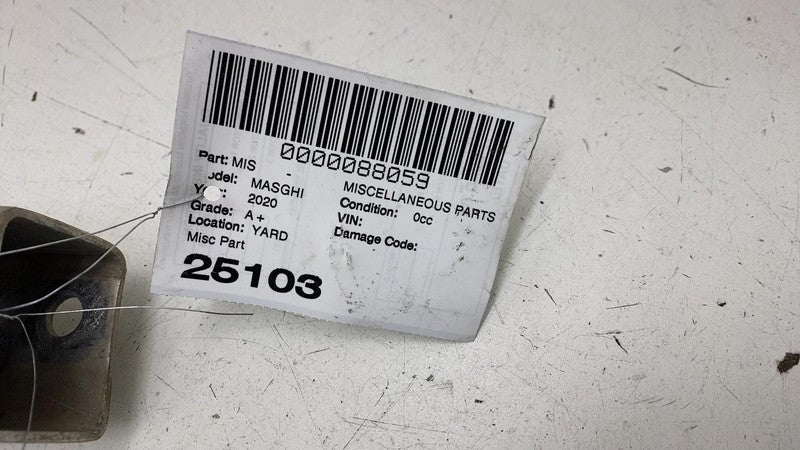 0000088059
Part: MIS - MISCELLANEOUS PARTS
odel: MASGHI Condition: 0cc
Ye : 2020 VIN:
Grade: A+ Damage Code:
Location: YARD
Misc Part
25103